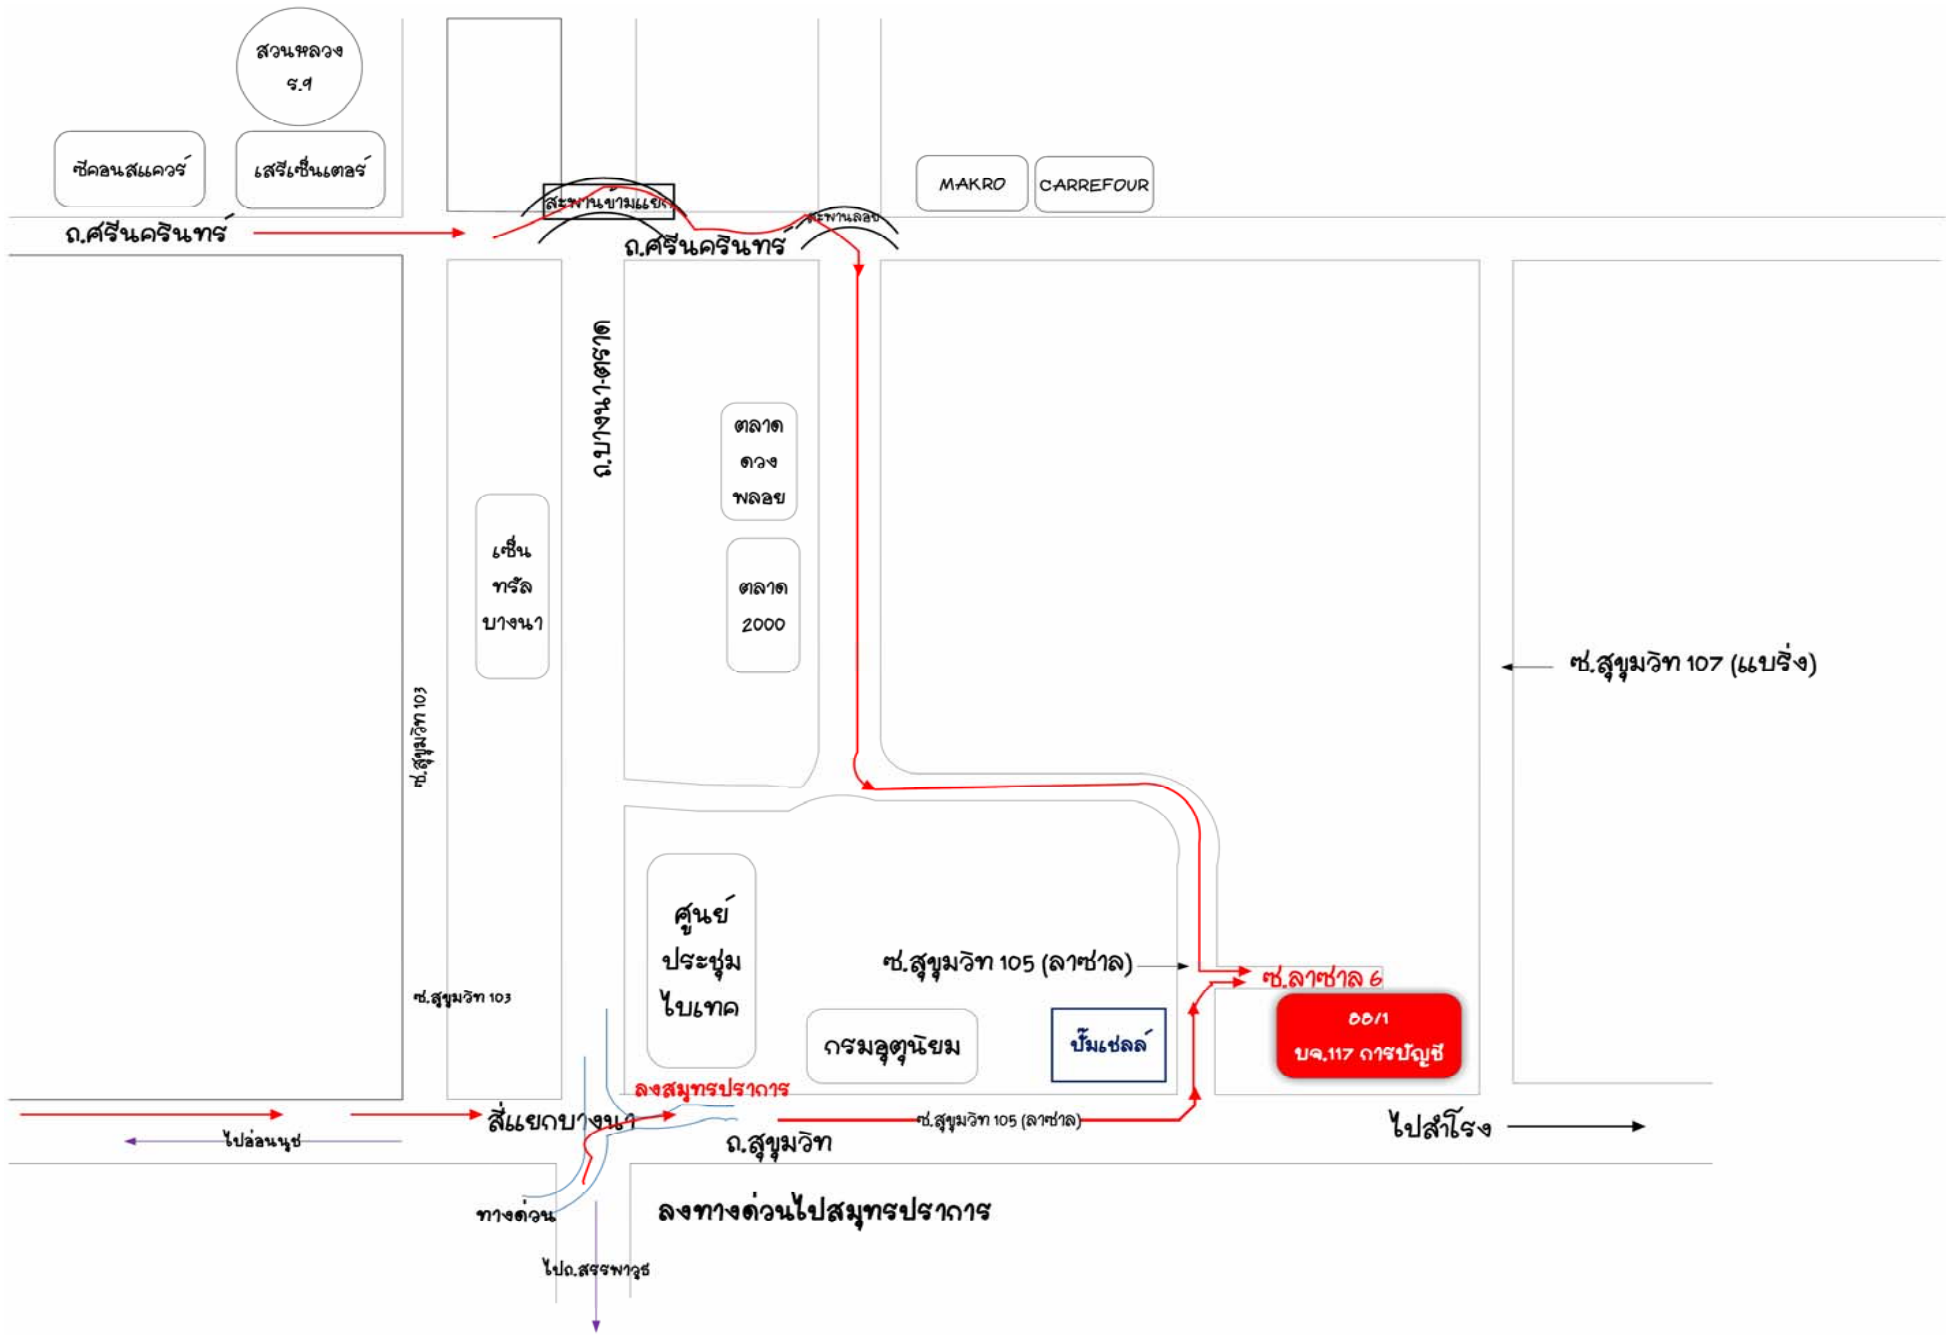 สวนหลวง
ร.9
ซีคอนสแควร์
เสรีเซ็นเตอร์
MAKRO
CARREFOUR
สะพานข้ามแยก
สะพานลอย
ถ.ศรีนครินทร์
ถ.ศรีนครินทร์
ถ.บางนา-ตราด
ตลาด
ดวง
พลอย
เซ็น
ทรัล
บางนา
ตลาด
2000
ซ.สุขุมวิท 107 (แบริ่ง)
ซ.สุขุมวิท 103
ศูนย์
ประชุม
ไบเทค
ซ.สุขุมวิท 105 (ลาซาล)
ซ.ลาซาล 6
ซ.สุขุมวิท 103
88/1
บจ.117 การบัญชี
กรมอุตุนิยม
ปั๊มเชลล์
ลงสมุทรปราการ
สี่แยกบางนา
ซ.สุขุมวิท 105 (ลาซาล)
ไปสำโรง
ไปอ่อนนุช
ถ.สุขุมวิท
ทางด่วน
ลงทางด่วนไปสมุทรปราการ
ไปถ.สรรพาวุธ